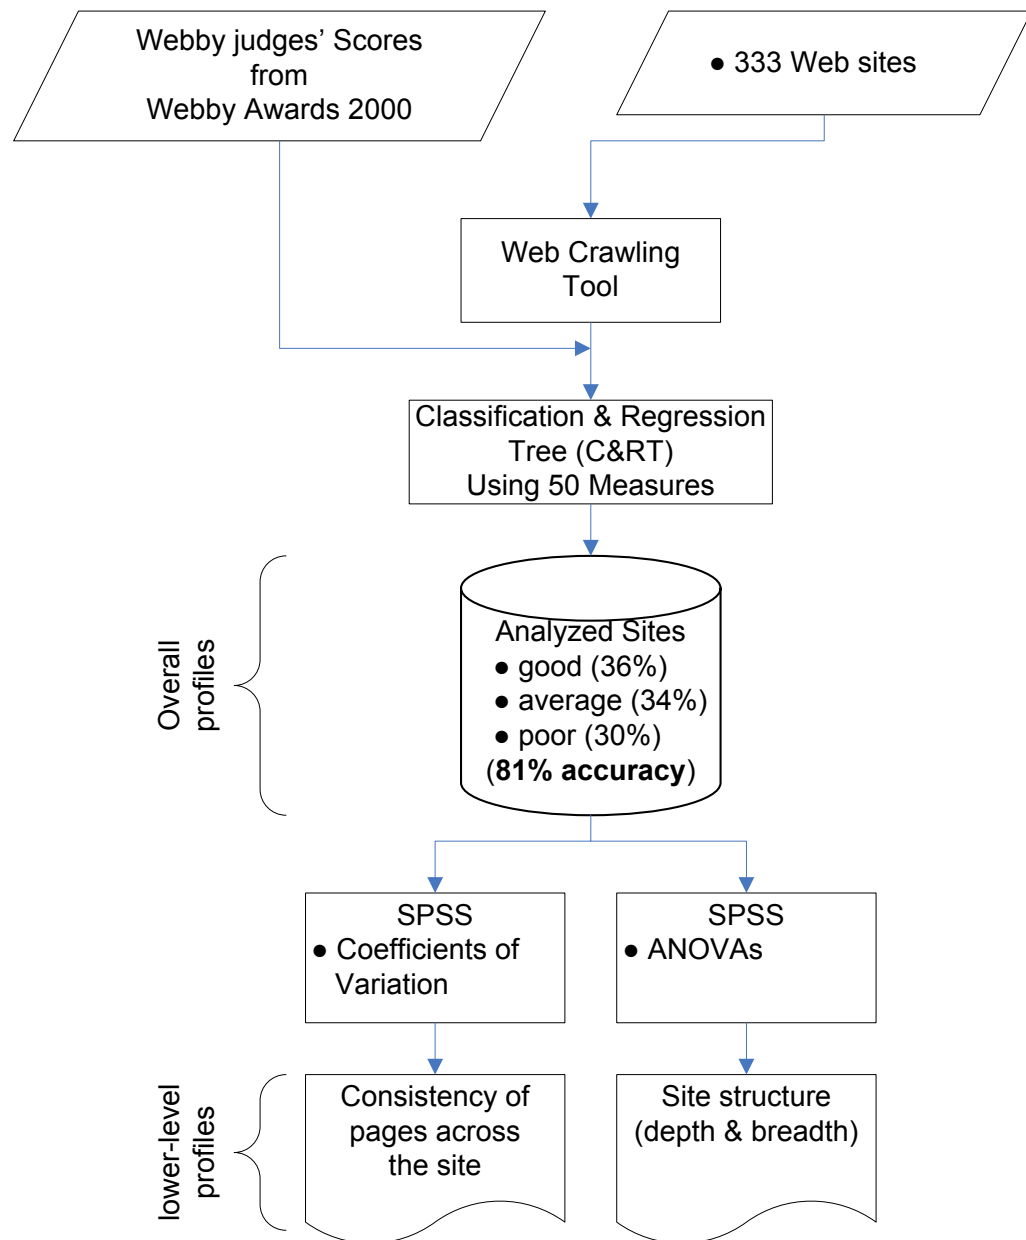 Webby judges’ Scores
from
Webby Awards 2000
● 333 Web sites
Web Crawling
Tool
Classification & Regression
Tree (C&RT)
Using 50 Measures
Overall
profiles
Analyzed Sites
● good (36%)
● average (34%)
● poor (30%)
(81% accuracy)
SPSS
● Coefficients of
Variation
SPSS
● ANOVAs
lower-level
profiles
Consistency of
pages across
the site
Site structure
(depth & breadth)